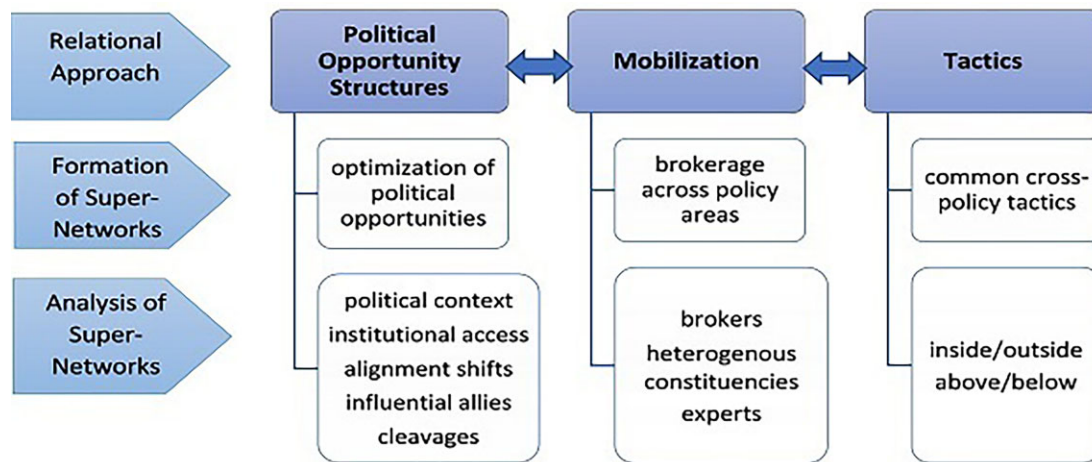 Relational
Approach
Political
Opportunity
Structures
Mobilization
Tactics
Formation
of Super-
Networks
optimization of
political
opportunities
brokerage
across policy
areas
common cross-
policy tactics
Analysis of
Super-
Networks
political context
institutional access
alignment shifts
influential allies
cleavages
brokers
heterogenous
constituencies
experts
inside/outside
above/below